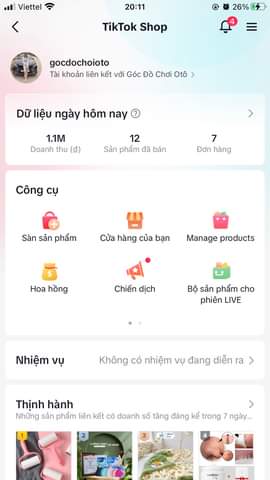 Viettel
20:11
26%
TikTok Shop
4
gocdochoioto
Tài khoản liên kết với Góc Đồ Chơi Otô
Dữ liệu ngày hôm nay
1.1M
12
7
Doanh thu (₫)
Sản phẩm đã bán
Đơn hàng
Công cụ
Sàn sản phẩm
Cửa hàng của bạn
Manage products
Hoa hồng
Chiến dịch
Bộ sản phẩm cho
phiên LIVE
Nhiệm vụ
Không có nhiệm vụ đang diễn ra
Thịnh hành
Những sản phẩm liên kết có doanh số tăng đáng kể trong 7 ngày...
1
2
3
4